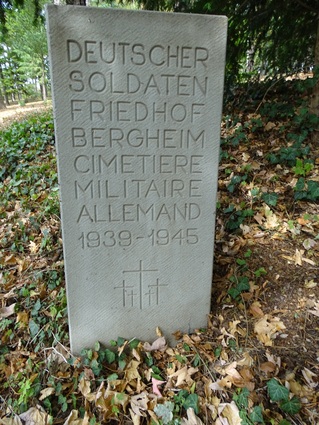 DEUTSCHER
SOLDATEN
FRIEDHOF
BERGHEIM
CIMETIERE
MILITAIRE
ALLEMAND
1939-1945